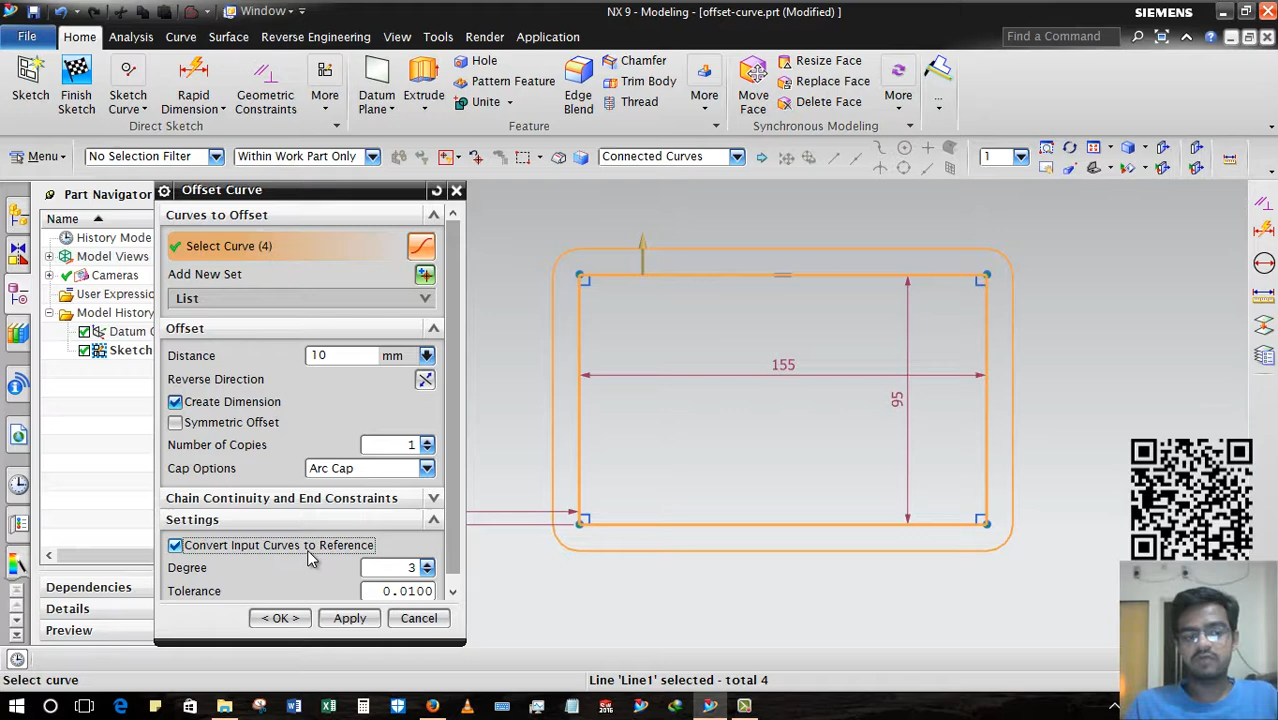 Window
NX 9 - Modeling - [offset-curve.prt (Modified) ]
SIEMENS
File
Home
Analysis
Curve
Surface
Reverse Engineering
View
Tools
Render
Application
Find a Command
Sketch
Finish Sketch
Sketch Curve
Rapid Dimension
Geometric Constraints
More
Direct Sketch
Datum Plane
Extrude
Hole
Pattern Feature
Unite
Edge Blend
Chamfer
Trim Body
Thread
More
Feature
Move Face
Resize Face
Replace Face
Delete Face
More
Synchronous Modeling
...
Menu
No Selection Filter
Within Work Part Only
Connected Curves
1
Part Navigator
Name
History Mode
Model Views
Cameras
User Expressi
Model History
Datum C
Sketch
Dependencies
Details
Preview
Offset Curve
Curves to Offset
Select Curve (4)
Add New Set
List
Offset
Distance
10
mm
Reverse Direction
Create Dimension
Symmetric Offset
Number of Copies
1
Cap Options
Arc Cap
Chain Continuity and End Constraints
Settings
Convert Input Curves to Reference
Degree
3
Tolerance
0.0100
< OK >
Apply
Cancel
155
95
Select curve
Line 'Line1' selected - total 4